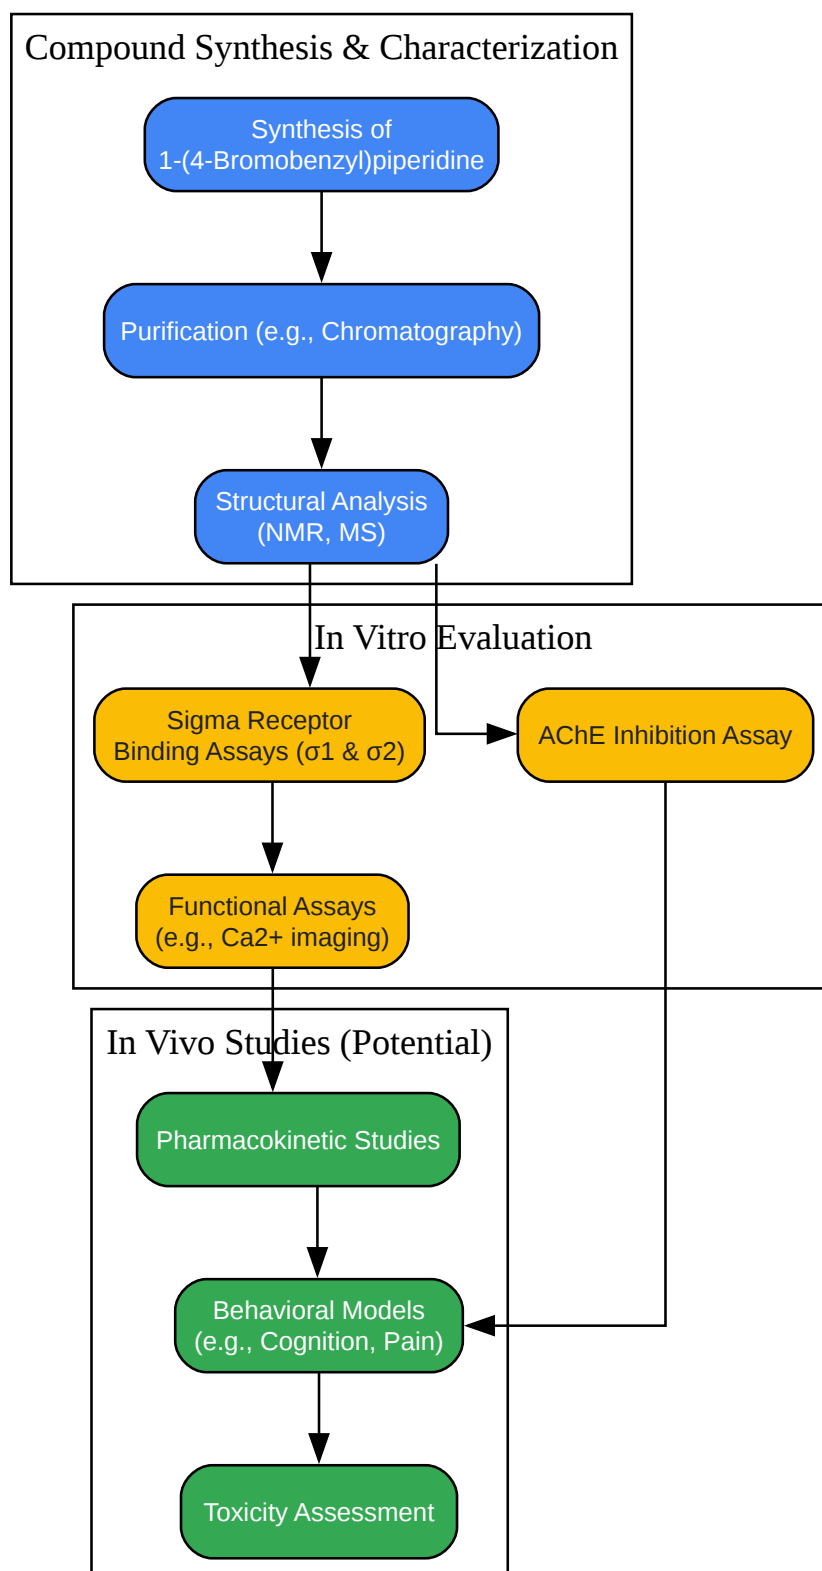 Compound Synthesis & Characterization
Synthesis of
1-(4-Bromobenzyl)piperidine
Purification (e.g., Chromatography)
Structural Analysis
(NMR, MS)
In Vitro Evaluation
Sigma Receptor
Binding Assays (σ1 & σ2)
AChE Inhibition Assay
Functional Assays
(e.g., Ca2+ imaging)
In Vivo Studies (Potential)
Pharmacokinetic Studies
Behavioral Models
(e.g., Cognition, Pain)
Toxicity Assessment